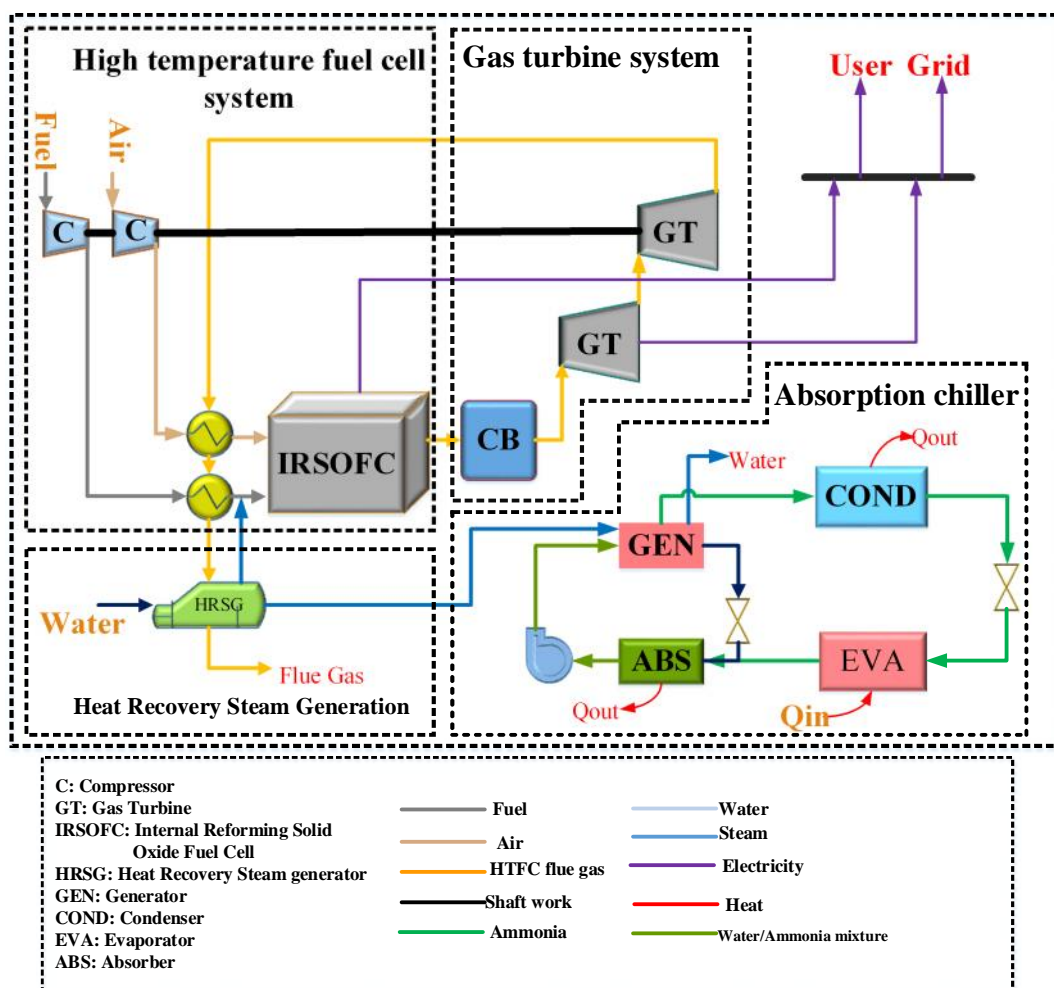 High temperature fuel cell
system
Gas turbine system
User Grid
Fuel
Air
C
C
GT
GT
IRSOFC
CB
Absorption chiller
Water
Qout
COND
GEN
HRSG
Water
ABS
EVA
Flue Gas
Qout
Qin
Heat Recovery Steam Generation
C: Compressor
GT: Gas Turbine
IRSOFC: Internal Reforming Solid
Oxide Fuel Cell
HRSG: Heat Recovery Steam generator
GEN: Generator
COND: Condenser
EVA: Evaporator
ABS: Absorber
Fuel
Air
HTFC flue gas
Shaft work
Ammonia
Water
Steam
Electricity
Heat
Water/Ammonia mixture